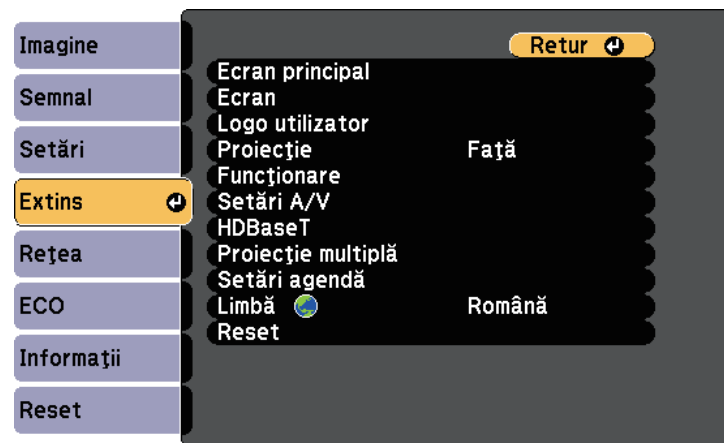 Imagine
Semnal
Setări
Extins
Reţea
ECO
Informaţii
Reset
Retur
Ecran principal
Ecran
Logo utilizator
Proiecţie Faţă
Funcţionare
Setări A/V
HDBaseT
Proiecţie multiplă
Setări agendă
Limbă Română
Reset